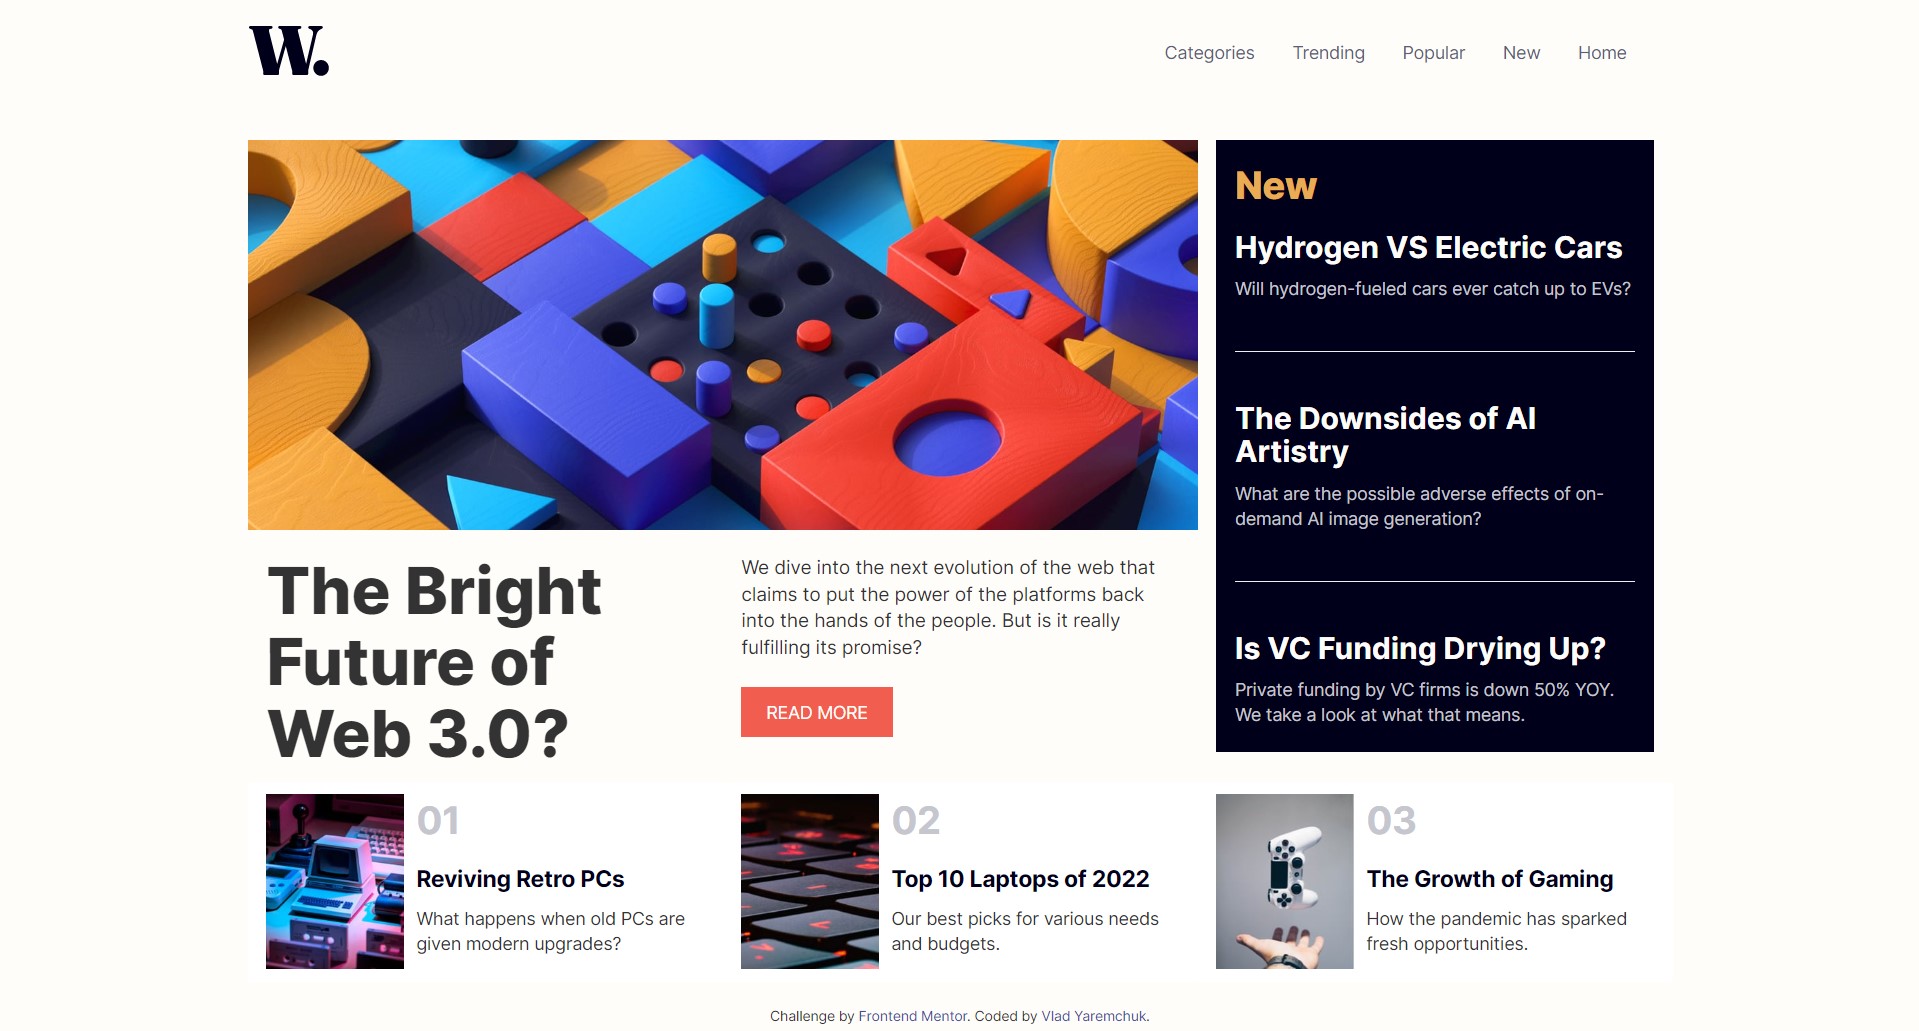 W.
Categories Trending Popular New Home
New
Hydrogen VS Electric Cars
Will hydrogen-fueled cars ever catch up to EVs?
The Downsides of AI
Artistry
What are the possible adverse effects of on-
demand AI image generation?
Is VC Funding Drying Up?
Private funding by VC firms is down 50% YOY.
We take a look at what that means.
The Bright
Future of
Web 3.0?
We dive into the next evolution of the web that
claims to put the power of the platforms back
into the hands of the people. But is it really
fulfilling its promise?
READ MORE
01
Reviving Retro PCs
What happens when old PCs are
given modern upgrades?
02
Top 10 Laptops of 2022
Our best picks for various needs
and budgets.
03
The Growth of Gaming
How the pandemic has sparked
fresh opportunities.
Challenge by Frontend Mentor. Coded by Vlad Yaremchuk.